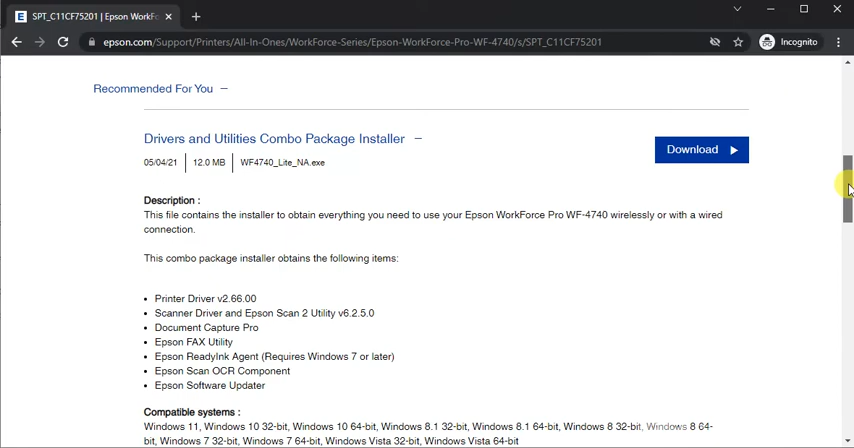 SPT_C11CF75201 | Epson WorkFo
epson.com/Support/Printers/All-In-Ones/WorkForce-Series/Epson-WorkForce-Pro-WF-4740/s/SPT_C11CF75201
Incognito
Recommended For You −
Drivers and Utilities Combo Package Installer −
Download
05/04/21 | 12.0 MB | WF4740_Lite_NA.exe
Description :
This file contains the installer to obtain everything you need to use your Epson WorkForce Pro WF-4740 wirelessly or with a wired
connection.
This combo package installer obtains the following items:
• Printer Driver v2.66.00
• Scanner Driver and Epson Scan 2 Utility v6.2.5.0
• Document Capture Pro
• Epson FAX Utility
• Epson ReadyInk Agent (Requires Windows 7 or later)
• Epson Scan OCR Component
• Epson Software Updater
Compatible systems :
Windows 11, Windows 10 32-bit, Windows 10 64-bit, Windows 8.1 32-bit, Windows 8.1 64-bit, Windows 8 32-bit, Windows 8 64-
bit, Windows 7 32-bit, Windows 7 64-bit, Windows Vista 32-bit, Windows Vista 64-bit